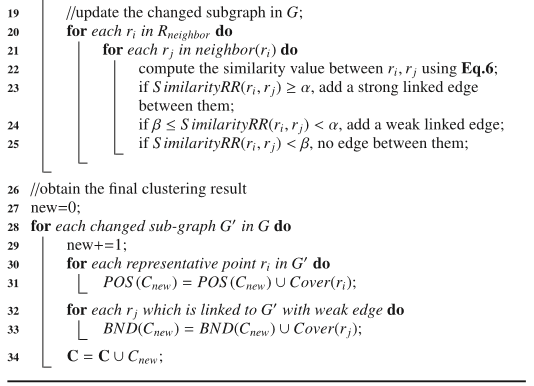 19 //update the changed subgraph in G;
20 for each r_i in R_neighbor do
21 for each r_j in neighbor(r_i) do
22 compute the similarity value between r_i, r_j using Eq.6;
23 if SimilarityRR(r_i, r_j) ≥ α, add a strong linked edge
between them;
24 if β ≤ SimilarityRR(r_i, r_j) < α, add a weak linked edge;
25 if SimilarityRR(r_i, r_j) < β, no edge between them;
26 //obtain the final clustering result
27 new=0;
28 for each changed sub-graph G′ in G do
29 new+=1;
30 for each representative point r_i in G′ do
31 POS(C_new) = POS(C_new) ∪ Cover(r_i);
32 for each r_j which is linked to G′ with weak edge do
33 BND(C_new) = BND(C_new) ∪ Cover(r_j);
34 C = C ∪ C_new;